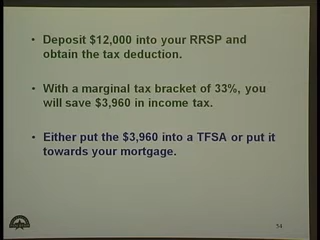 • Deposit $12,000 into your RRSP and
obtain the tax deduction.
• With a marginal tax bracket of 33%, you
will save $3,960 in income tax.
• Either put the $3,960 into a TFSA or put it
towards your mortgage.
14